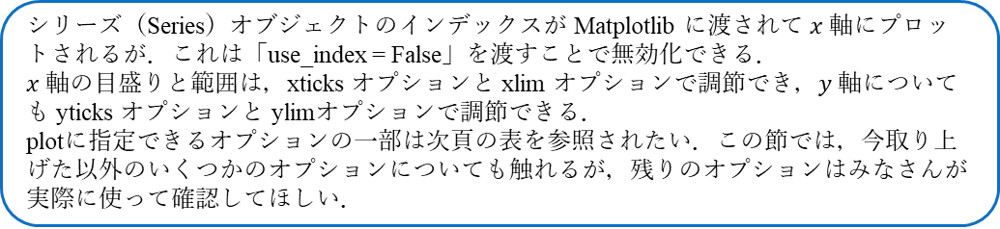 シリーズ（Series）オブジェクトのインデックスが Matplotlib に渡されて x 軸にプロッ
トされるが．これは「use_index = False」を渡すことで無効化できる．
x 軸の目盛りと範囲は，xticks オプションと xlim オプションで調節でき，y 軸について
も yticks オプションと ylimオプションで調節できる．
plotに指定できるオプションの一部は次頁の表を参照されたい．この節では，今取り上
げた以外のいくつかのオプションについても触れるが，残りのオプションはみなさんが
実際に使って確認してほしい．